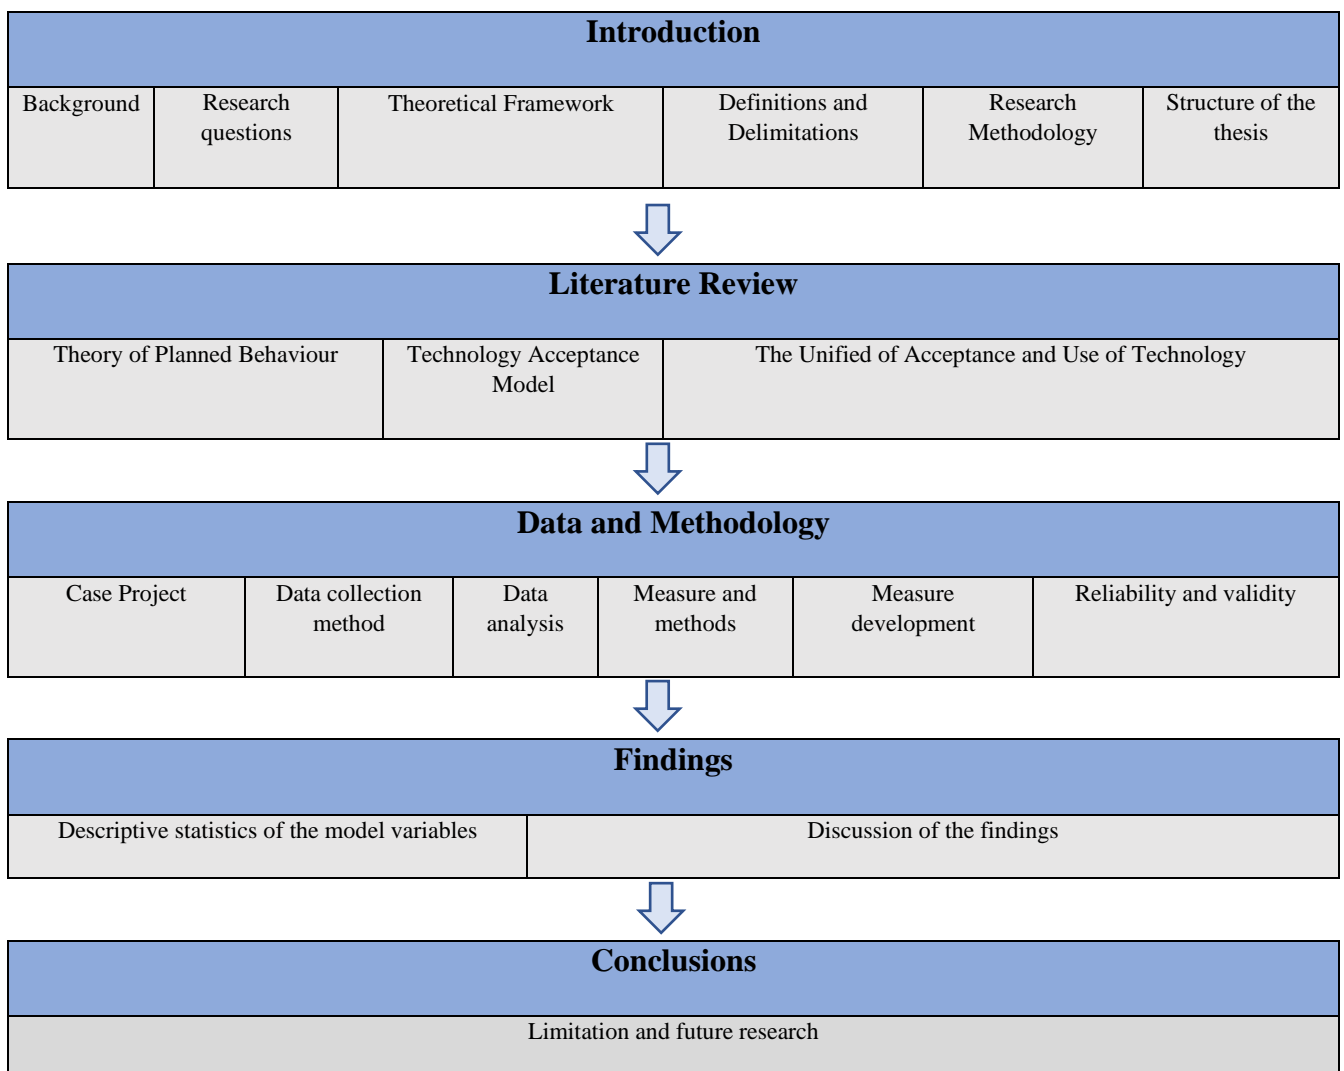 Introduction
Background
Research
questions
Theoretical Framework
Definitions and
Delimitations
Research
Methodology
Structure of the
thesis
Literature Review
Theory of Planned Behaviour
Technology Acceptance
Model
The Unified of Acceptance and Use of Technology
Data and Methodology
Case Project
Data collection
method
Data
analysis
Measure and
methods
Measure
development
Reliability and validity
Findings
Descriptive statistics of the model variables
Discussion of the findings
Conclusions
Limitation and future research